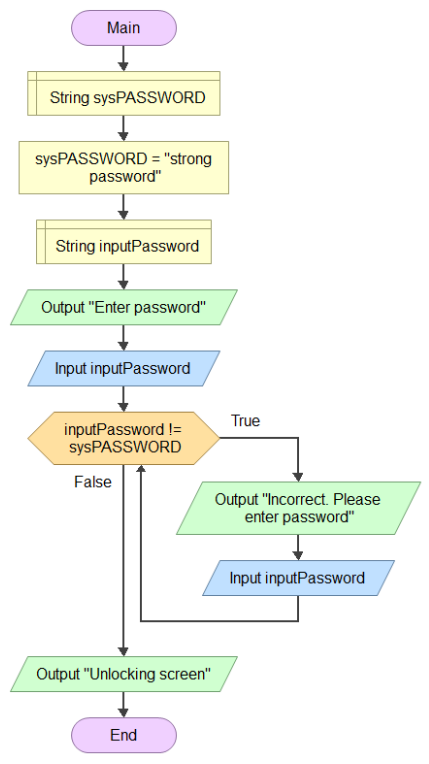 Main
String sysPASSWORD
sysPASSWORD = "strong
password"
String inputPassword
Output "Enter password"
Input inputPassword
inputPassword !=
sysPASSWORD
True
False
Output "Incorrect. Please
enter password"
Input inputPassword
Output "Unlocking screen"
End